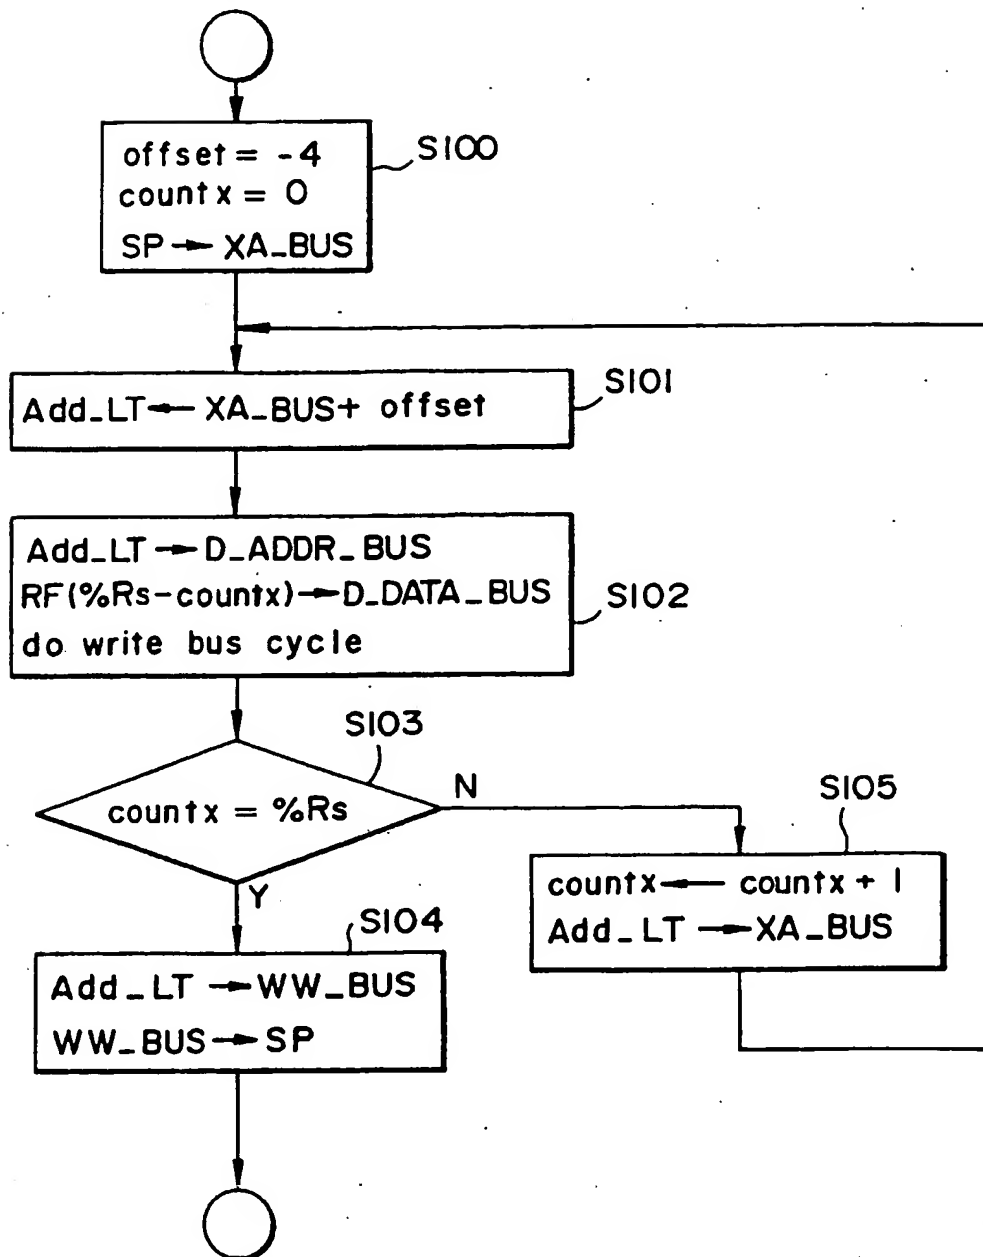 offset = -4
countx = 0
SP → XA_BUS
S100
Add_LT ← XA_BUS + offset
S101
Add_LT → D_ADDR_BUS
RF(%Rs-countx) → D_DATA_BUS
do write bus cycle
S102
S103
countx = %Rs
N
Y
S105
countx ← countx + 1
Add_LT → XA_BUS
S104
Add_LT → WW_BUS
WW_BUS → SP